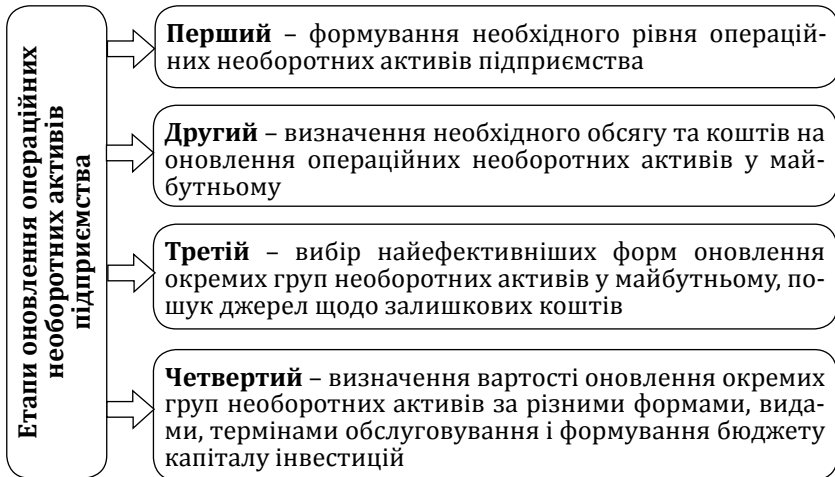 Етапи оновлення операційних
необоротних активів
підприємства
Перший – формування необхідного рівня операцій-
них необоротних активів підприємства
Другий – визначення необхідного обсягу та коштів на
оновлення операційних необоротних активів у май-
бутньому
Третій – вибір найефективніших форм оновлення
окремих груп необоротних активів у майбутньому, по-
шук джерел щодо залишкових коштів
Четвертий – визначення вартості оновлення окремих
груп необоротних активів за різними формами, вида-
ми, термінами обслуговування і формування бюджету
капіталу інвестицій